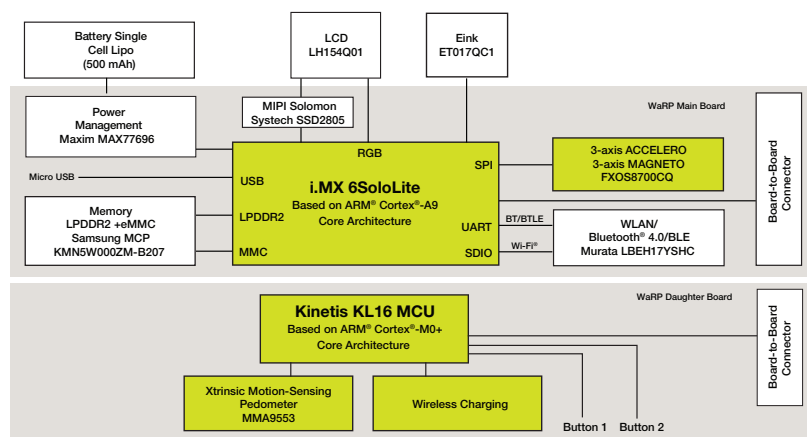 Battery Single
Cell Lipo
(500 mAh)
LCD
LH154Q01
Eink
ET017QC1
Power
Management
Maxim MAX77696
MIPI Solomon
Systech SSD2805
WaRP Main Board
Board-to-Board
Connector
RGB
SPI
3-axis ACCELERO
3-axis MAGNETO
FXOS8700CQ
Micro USB
USB
i.MX 6SoloLite
Based on ARM® Cortex®-A9
Core Architecture
Memory
LPDDR2 +eMMC
Samsung MCP
KMN5W000ZM-B207
LPDDR2
MMC
UART
SDIO
BT/BTLE
Wi-Fi®
WLAN/
Bluetooth® 4.0/BLE
Murata LBEH17YSHC
WaRP Daughter Board
Kinetis KL16 MCU
Based on ARM® Cortex®-M0+
Core Architecture
Board-to-Board
Connector
Xtrinsic Motion-Sensing
Pedometer
MMA9553
Wireless Charging
Button 1
Button 2